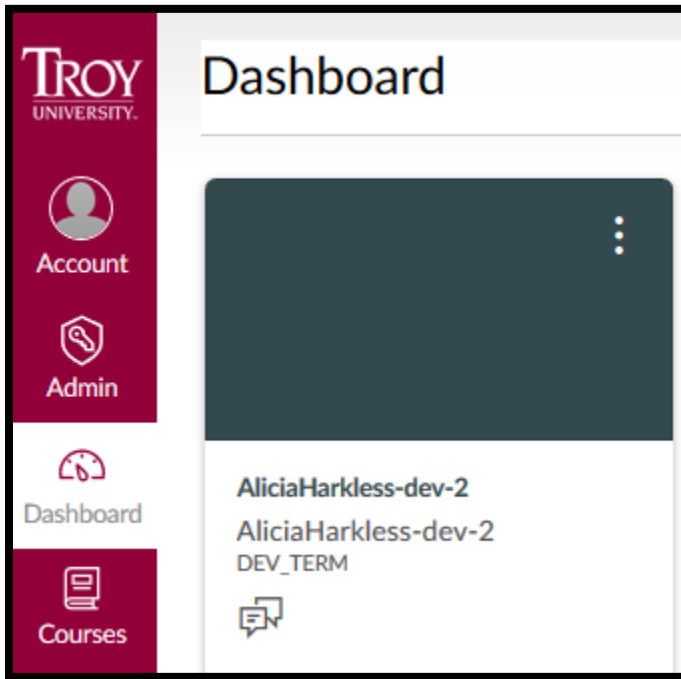 TROY
UNIVERSITY.
Dashboard
Account
Admin
Dashboard
Courses
AliciaHarkless-dev-2
AliciaHarkless-dev-2
DEV_TERM